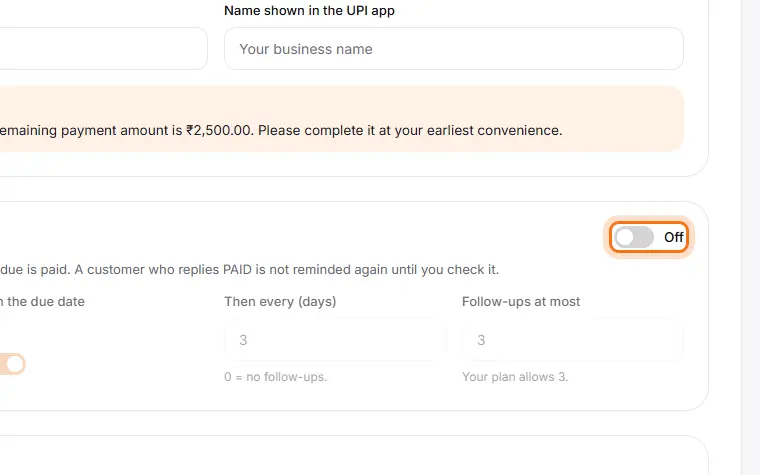 Name shown in the UPI app
Your business name
emaining payment amount is ₹2,500.00. Please complete it at your earliest convenience.
Off
due is paid. A customer who replies PAID is not reminded again until you check it.
n the due date
Then every (days)
Follow-ups at most
3
3
0 = no follow-ups.
Your plan allows 3.